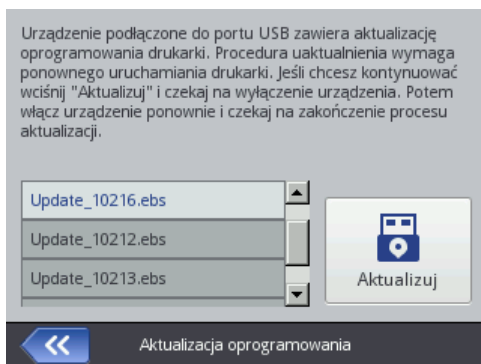 Urządzenie podłączone do portu USB zawiera aktualizację
oprogramowania drukarki. Procedura uaktualnienia wymaga
ponownego uruchamiania drukarki. Jeśli chcesz kontynuować
wciśnij "Aktualizuj" i czekaj na wyłączenie urządzenia. Potem
włącz urządzenie ponownie i czekaj na zakończenie procesu
aktualizacji.
Update_10216.ebs
Update_10212.ebs
Update_10213.ebs
Aktualizuj
Aktualizacja oprogramowania